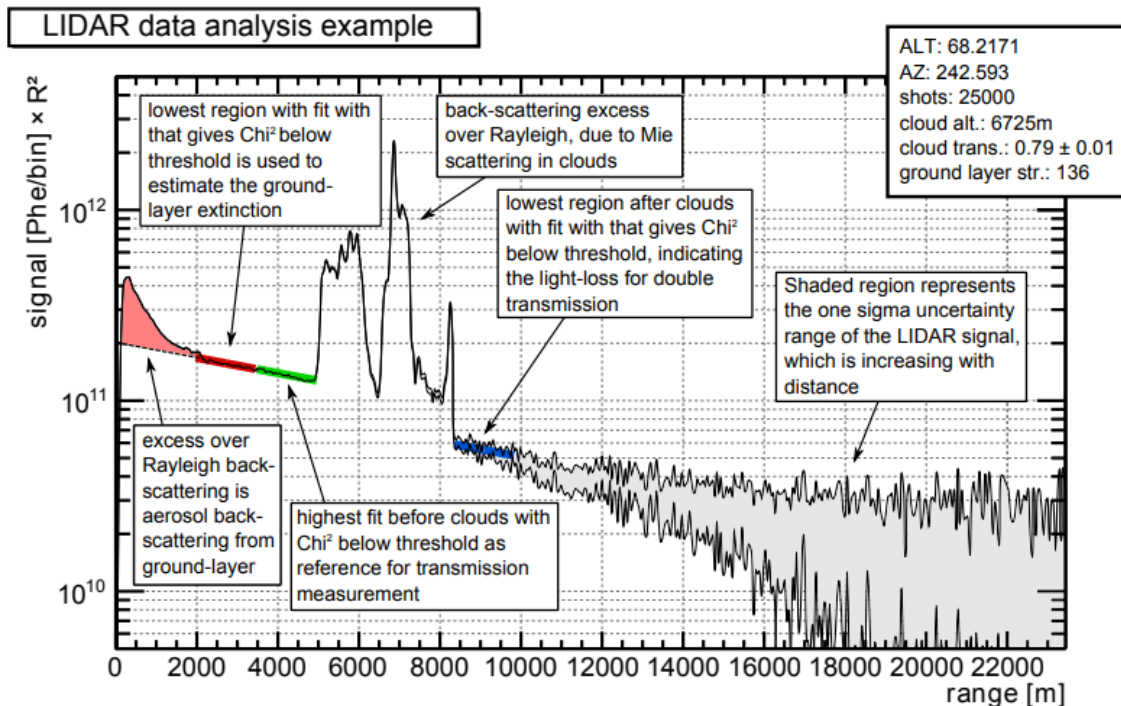 LIDAR data analysis example
ALT: 68.2171
AZ: 242.593
shots: 25000
cloud alt.: 6725m
cloud trans.: 0.79 ± 0.01
ground layer str.: 136
signal [Phe/bin] × R²
10¹²
10¹¹
10¹⁰
lowest region with fit with
that gives Chi² below
threshold is used to
estimate the ground-
layer extinction
back-scattering excess
over Rayleigh, due to Mie
scattering in clouds
lowest region after clouds
with fit with that gives Chi²
below threshold, indicating
the light-loss for double
transmission
Shaded region represents
the one sigma uncertainty
range of the LIDAR signal,
which is increasing with
distance
excess over
Rayleigh back-
scattering is
aerosol back-
scattering from
ground-layer
highest fit before clouds with
Chi² below threshold as
reference for transmission
measurement
0 2000 4000 6000 8000 10000 12000 14000 16000 18000 20000 22000
range [m]